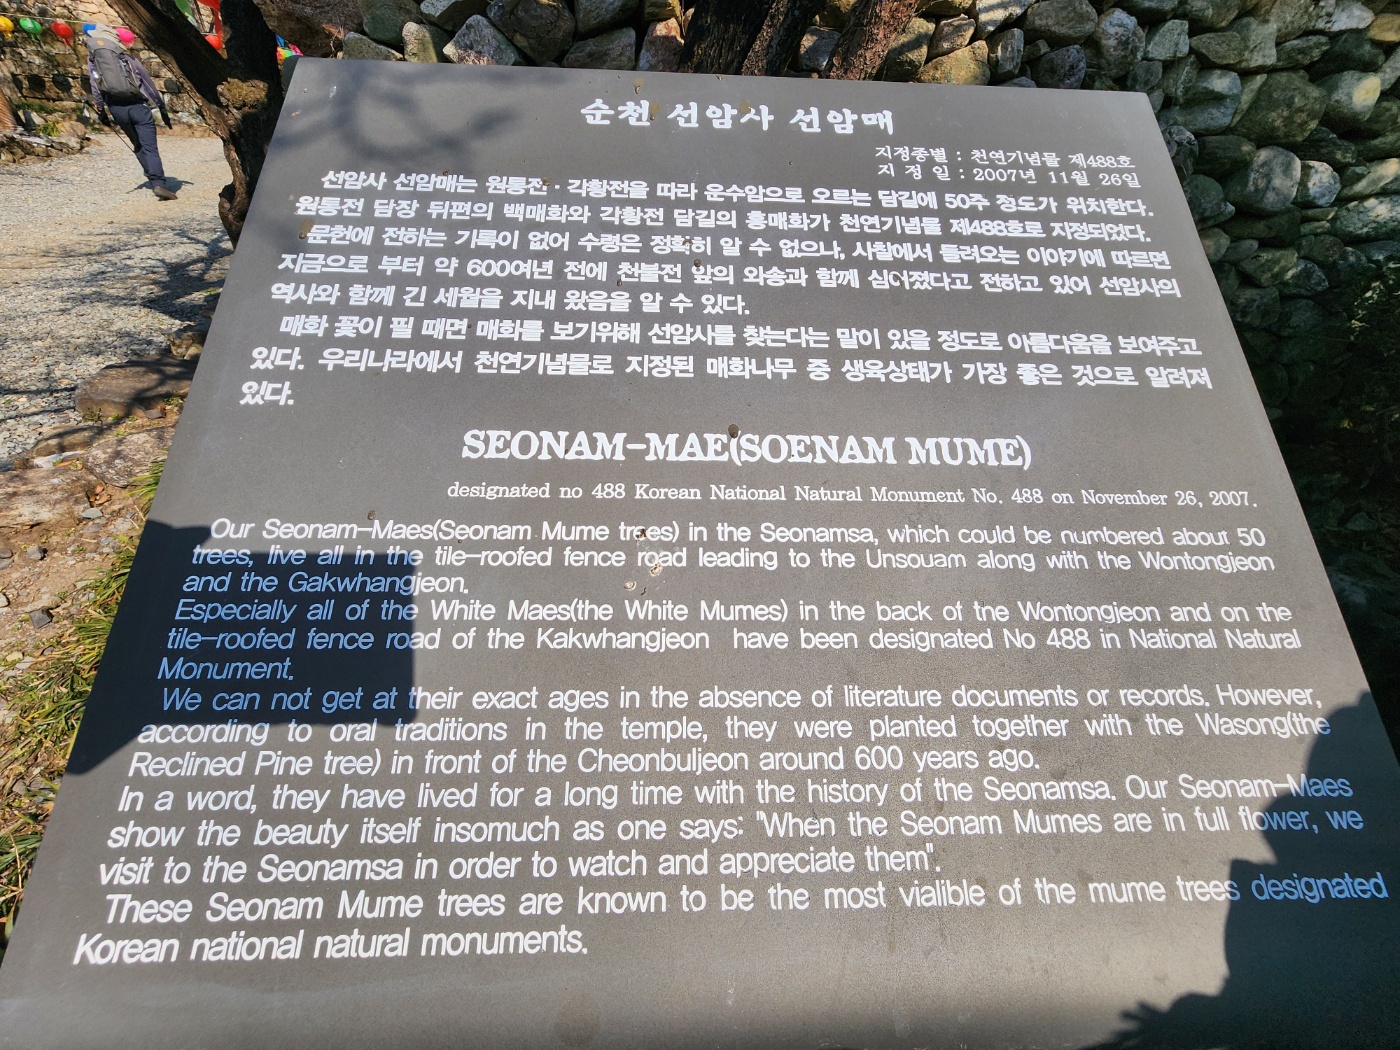 순천 선암사 선암매
지정종별 : 천연기념물 제488호
지 정 일 : 2007년 11월 26일
선암사 선암매는 원통전·각황전을 따라 운수암으로 오르는 담길에 50주 정도가 위치한다.
원통전 담장 뒤편의 백매화와 각황전 담길의 홍매화가 천연기념물 제488호로 지정되었다.
문헌에 전하는 기록이 없어 수령은 정확히 알 수 없으나, 사찰에서 들려오는 이야기에 따르면
지금으로 부터 약 600여년 전에 천불전 앞의 와송과 함께 심어졌다고 전하고 있어 선암사의
역사와 함께 긴 세월을 지내 왔음을 알 수 있다.
매화 꽃이 필 때면 매화를 보기위해 선암사를 찾는다는 말이 있을 정도로 아름다움을 보여주고
있다. 우리나라에서 천연기념물로 지정된 매화나무 중 생육상태가 가장 좋은 것으로 알려져
있다.
SEONAM-MAE(SOENAM MUME)
designated no 488 Korean National Natural Monument No. 488 on November 26, 2007.
Our Seonam-Maes(Seonam Mume trees) in the Seonamsa, which could be numbered about 50
trees, live all in the tile-roofed fence road leading to the Unsouam along with the Wontongjeon
and the Gakwhangjeon.
Especially all of the White Maes(the White Mumes) in the back of the Wontongjeon and on the
tile-roofed fence road of the Kakwhangjeon have been designated No 488 in National Natural
Monument.
We can not get at their exact ages in the absence of literature documents or records. However,
according to oral traditions in the temple, they were planted together with the Wasong(the
Reclined Pine tree) in front of the Cheonbuljeon around 600 years ago.
In a word, they have lived for a long time with the history of the Seonamsa. Our Seonam-Maes
show the beauty itself insomuch as one says: "When the Seonam Mumes are in full flower, we
visit to the Seonamsa in order to watch and appreciate them".
These Seonam Mume trees are known to be the most vialible of the mume trees designated
Korean national natural monuments.